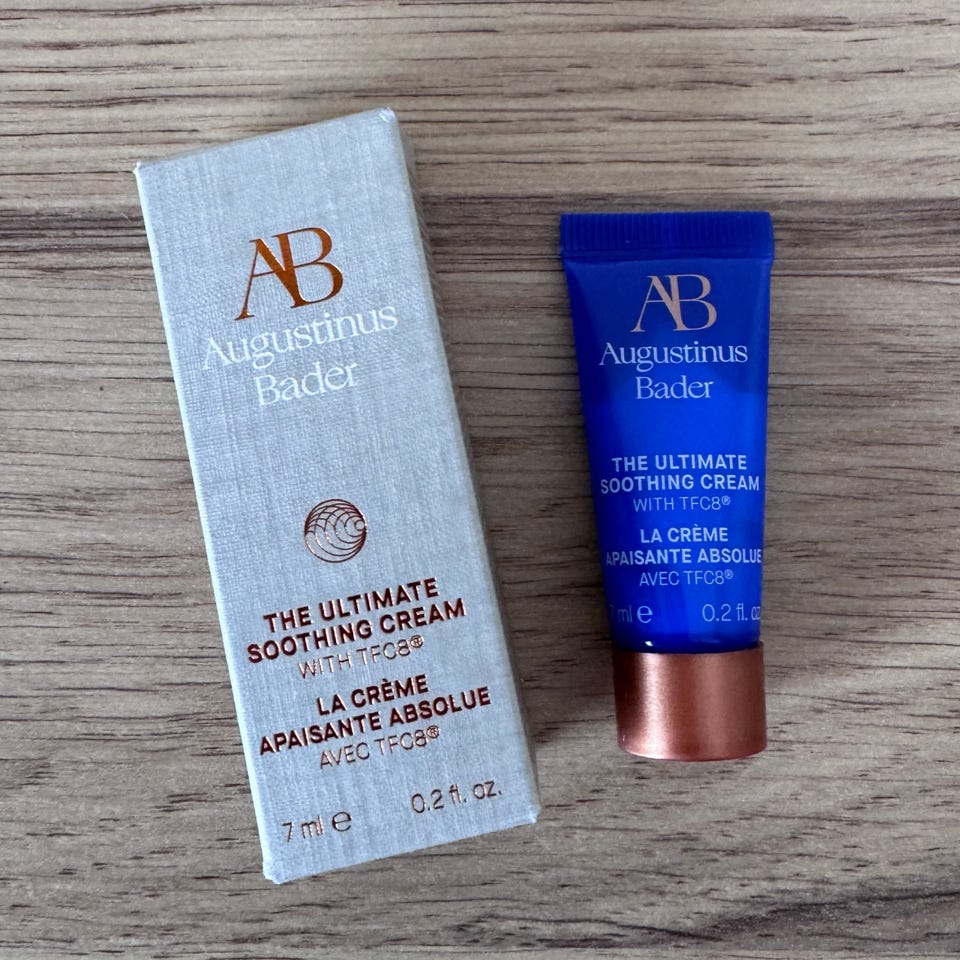 AB
Augustinus
Bader
THE ULTIMATE
SOOTHING CREAM
WITH TFC8®
LA CRÈME
APAISANTE ABSOLUE
AVEC TFC8®
7 ml e 0.2 fl. oz.
AB
Augustinus
Bader
THE ULTIMATE
SOOTHING CREAM
WITH TFC8®
LA CRÈME
APAISANTE ABSOLUE
AVEC TFC8®
7 ml e 0.2 fl. oz